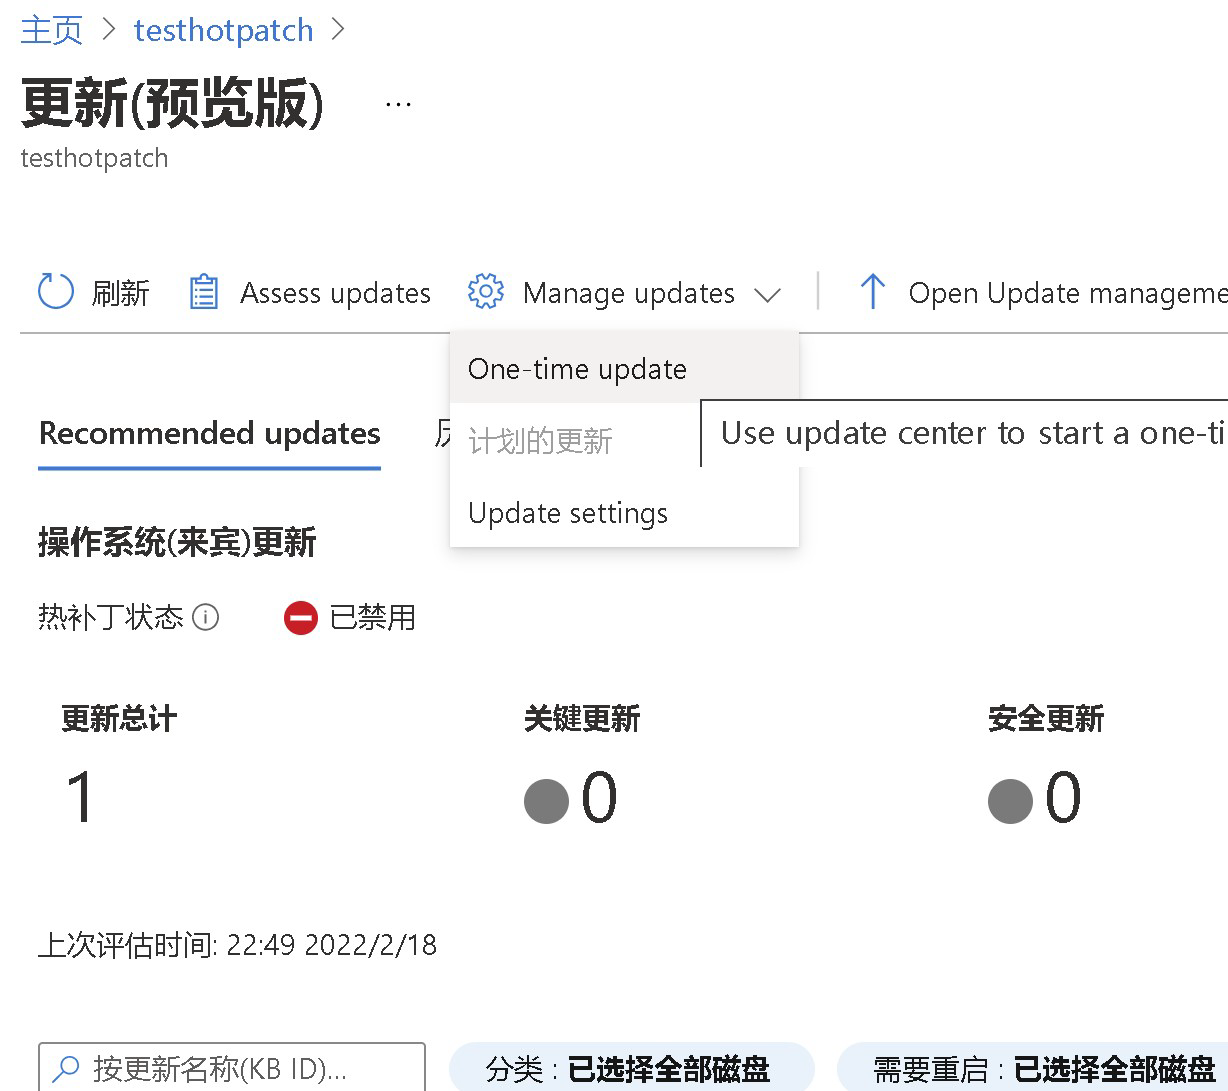 主页 > testhotpatch >
更新(预览版) ...
testhotpatch
刷新 Assess updates Manage updates Open Update manageme
One-time update
Recommended updates
计划的更新
Use update center to start a one-ti
Update settings
操作系统(来宾)更新
热补丁状态 已禁用
更新总计 关键更新 安全更新
1 0 0
上次评估时间: 22:49 2022/2/18
按更新名称(KB ID)... 分类 : 已选择全部磁盘 需要重启 : 已选择全部磁盘